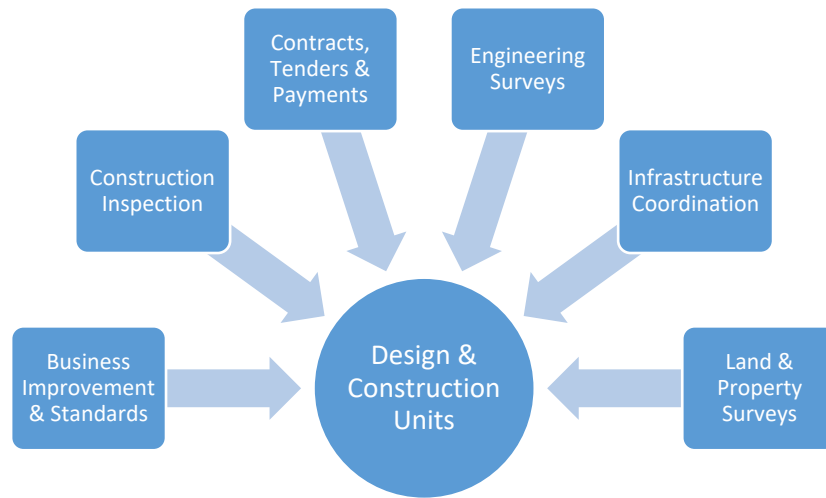 Contracts,
Tenders &
Payments
Engineering
Surveys
Construction
Inspection
Infrastructure
Coordination
Business
Improvement
& Standards
Design &
Construction
Units
Land &
Property
Surveys